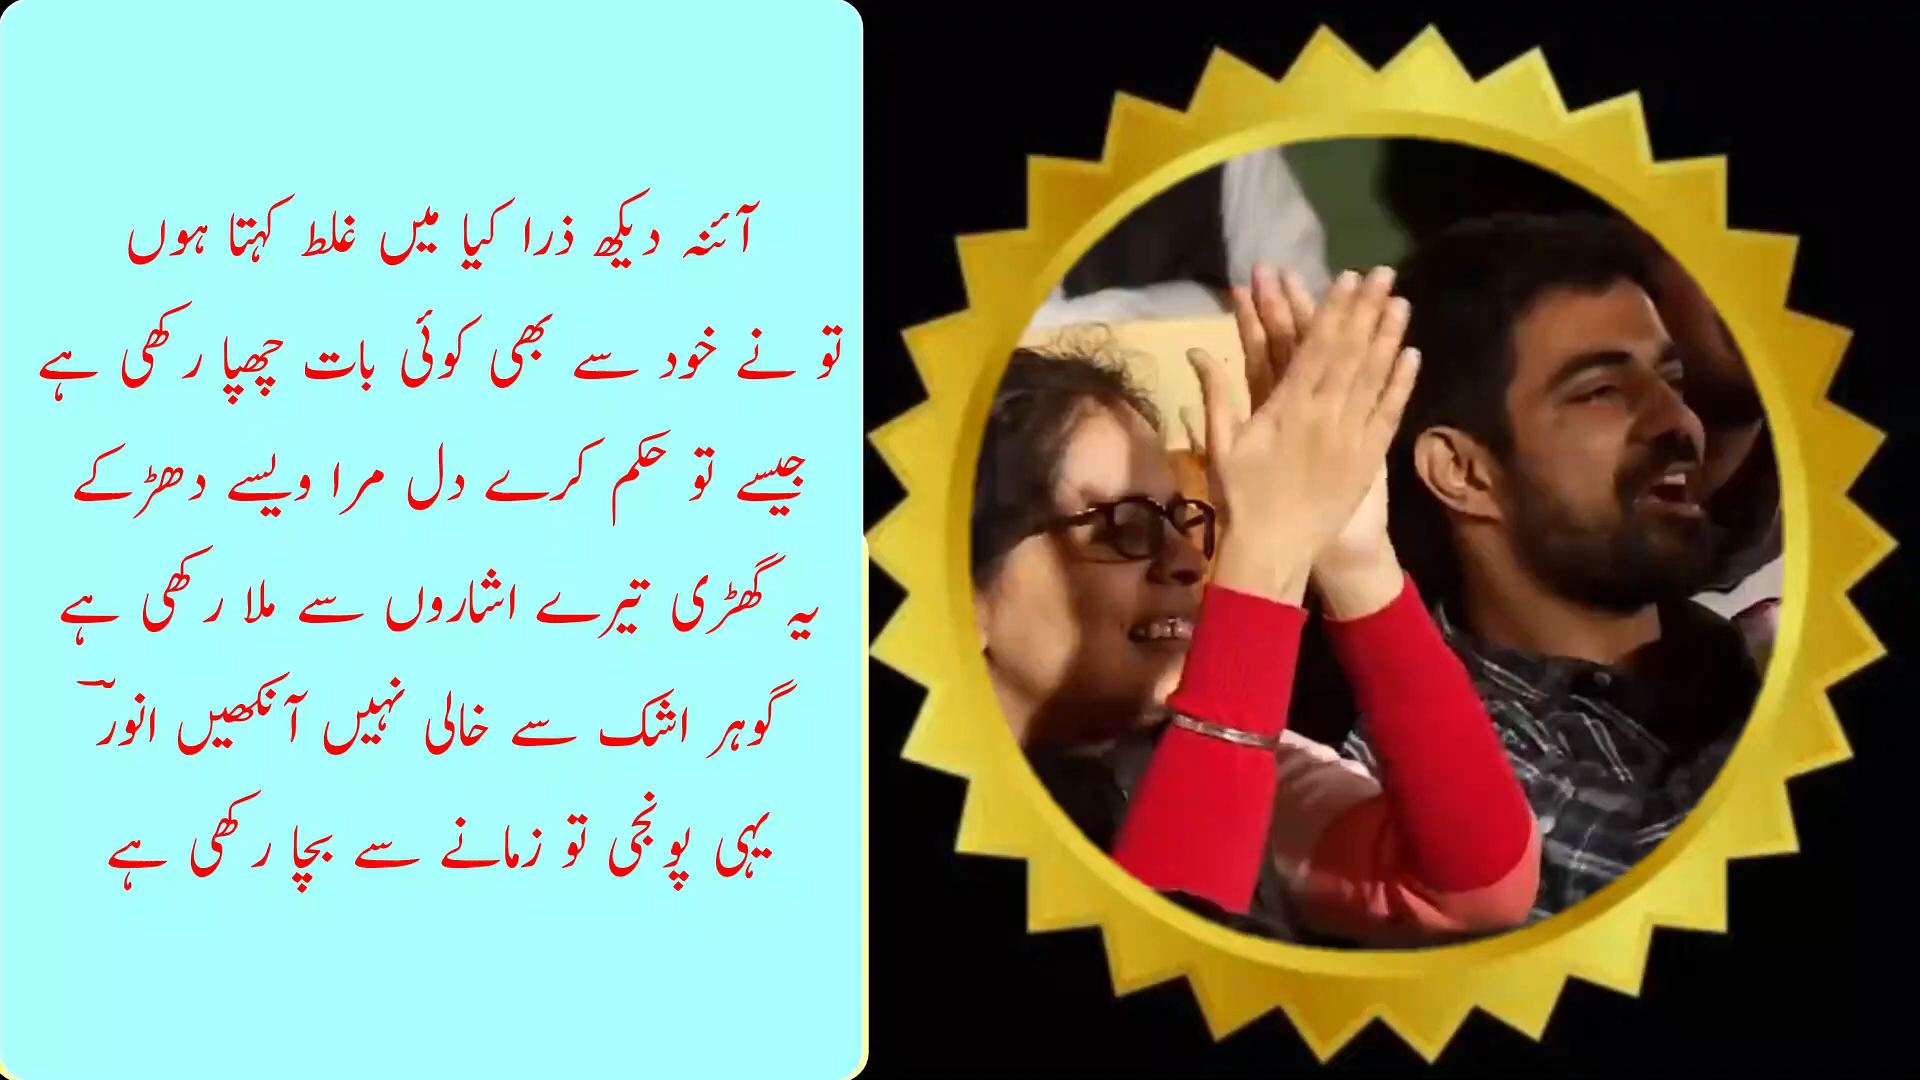 آئنہ دیکھ ذرا کیا میں غلط کہتا ہوں
تو نے خود سے بھی کوئی بات چھپا رکھی ہے
جیسے تو حکم کرے دل مرا ویسے دھڑکے
یہ گھڑی تیرے اشاروں سے ملا رکھی ہے
گوہر اشک سے خالی نہیں آنکھیں انورؔ
یہی پونجی تو زمانے سے بچا رکھی ہے